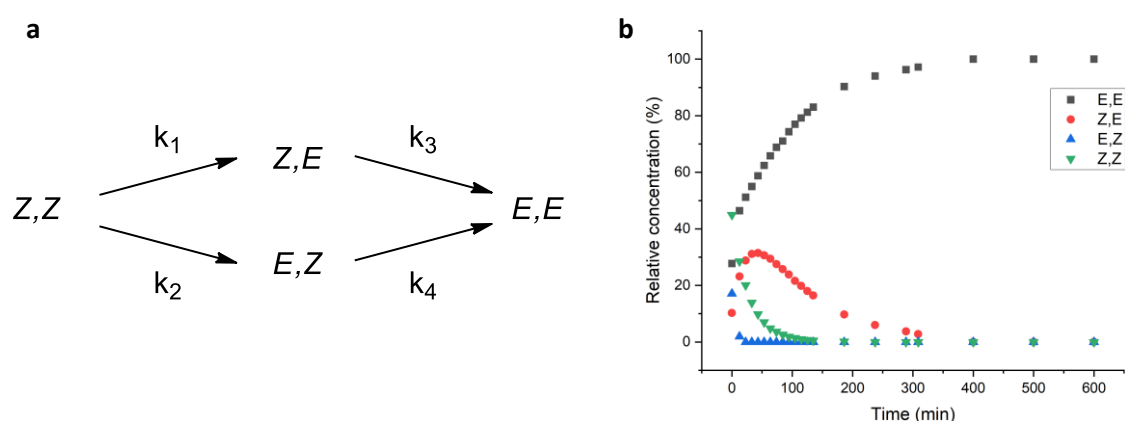 a
k₁
Z,E
k₃
Z,Z
E,E
k₂
E,Z
k₄
b
Relative concentration (%)
100
80
60
40
20
0
E,E
Z,E
E,Z
Z,Z
0 100 200 300 400 500 600
Time (min)